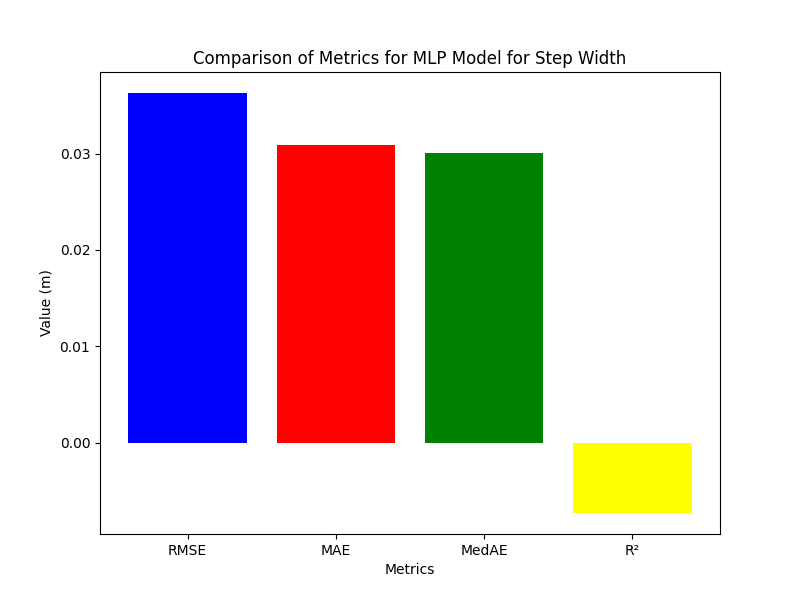 Comparison of Metrics for MLP Model for Step Width
Value (m)
0.03
0.02
0.01
0.00
RMSE MAE MedAE R²
Metrics